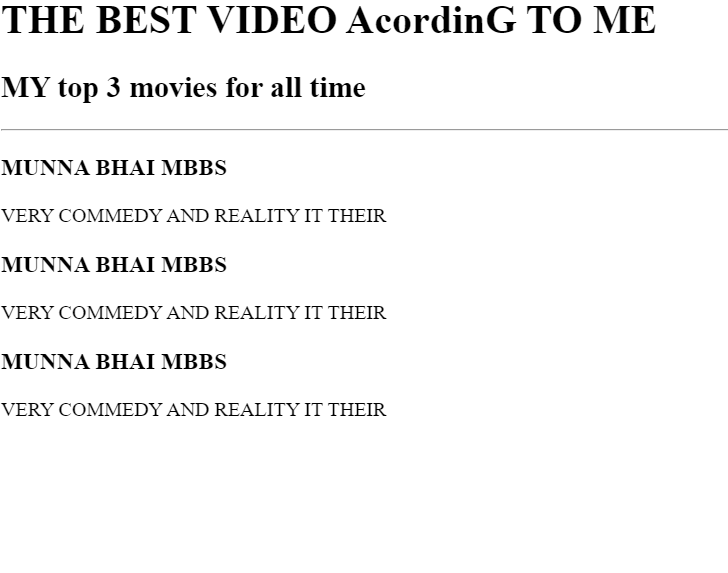 THE BEST VIDEO AcordinG TO ME
MY top 3 movies for all time
MUNNA BHAI MBBS
VERY COMMEDY AND REALITY IT THEIR
MUNNA BHAI MBBS
VERY COMMEDY AND REALITY IT THEIR
MUNNA BHAI MBBS
VERY COMMEDY AND REALITY IT THEIR